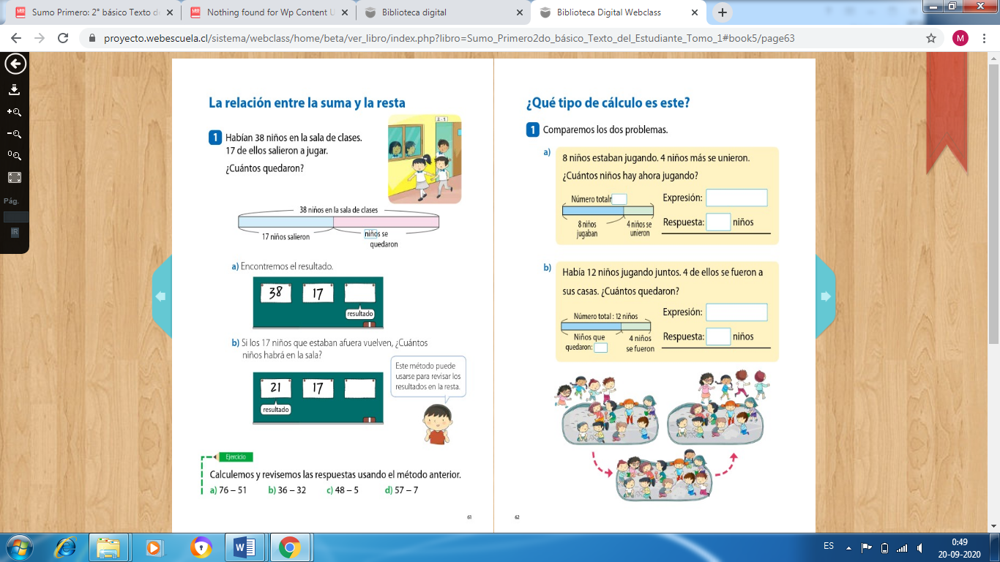 Sumo Primero: 2° básico Texto d
Nothing found for Wp Content U
Biblioteca digital
Biblioteca Digital Webclass
proyecto.webescuela.cl/sistema/webclass/home/beta/ver_libro/index.php?libro=Sumo_Primero2do_básico_Texto_del_Estudiante_Tomo_1#book5/page63
M
Pág.
IR
La relación entre la suma y la resta
1 Habían 38 niños en la sala de clases.
17 de ellos salieron a jugar.
¿Cuántos quedaron?
2 - 1
38 niños en la sala de clases
17 niños salieron
niños se
quedaron
a) Encontremos el resultado.
38 17
resultado
b) Si los 17 niños que estaban afuera vuelven, ¿Cuántos
niños habrá en la sala?
21 17
resultado
Este método puede
usarse para revisar los
resultados en la resta.
Ejercicio
Calculemos y revisemos las respuestas usando el método anterior.
a) 76 – 51 b) 36 – 32 c) 48 – 5 d) 57 – 7
61
¿Qué tipo de cálculo es este?
1 Comparemos los dos problemas.
a) 8 niños estaban jugando. 4 niños más se unieron.
¿Cuántos niños hay ahora jugando?
Número total
8 niños
jugaban
4 niños se
unieron
Expresión:
Respuesta: niños
b) Había 12 niños jugando juntos. 4 de ellos se fueron a
sus casas. ¿Cuántos quedaron?
Número total : 12 niños
Niños que
quedaron:
4 niños
se fueron
Expresión:
Respuesta: niños
62
ES
0:49
20-09-2020